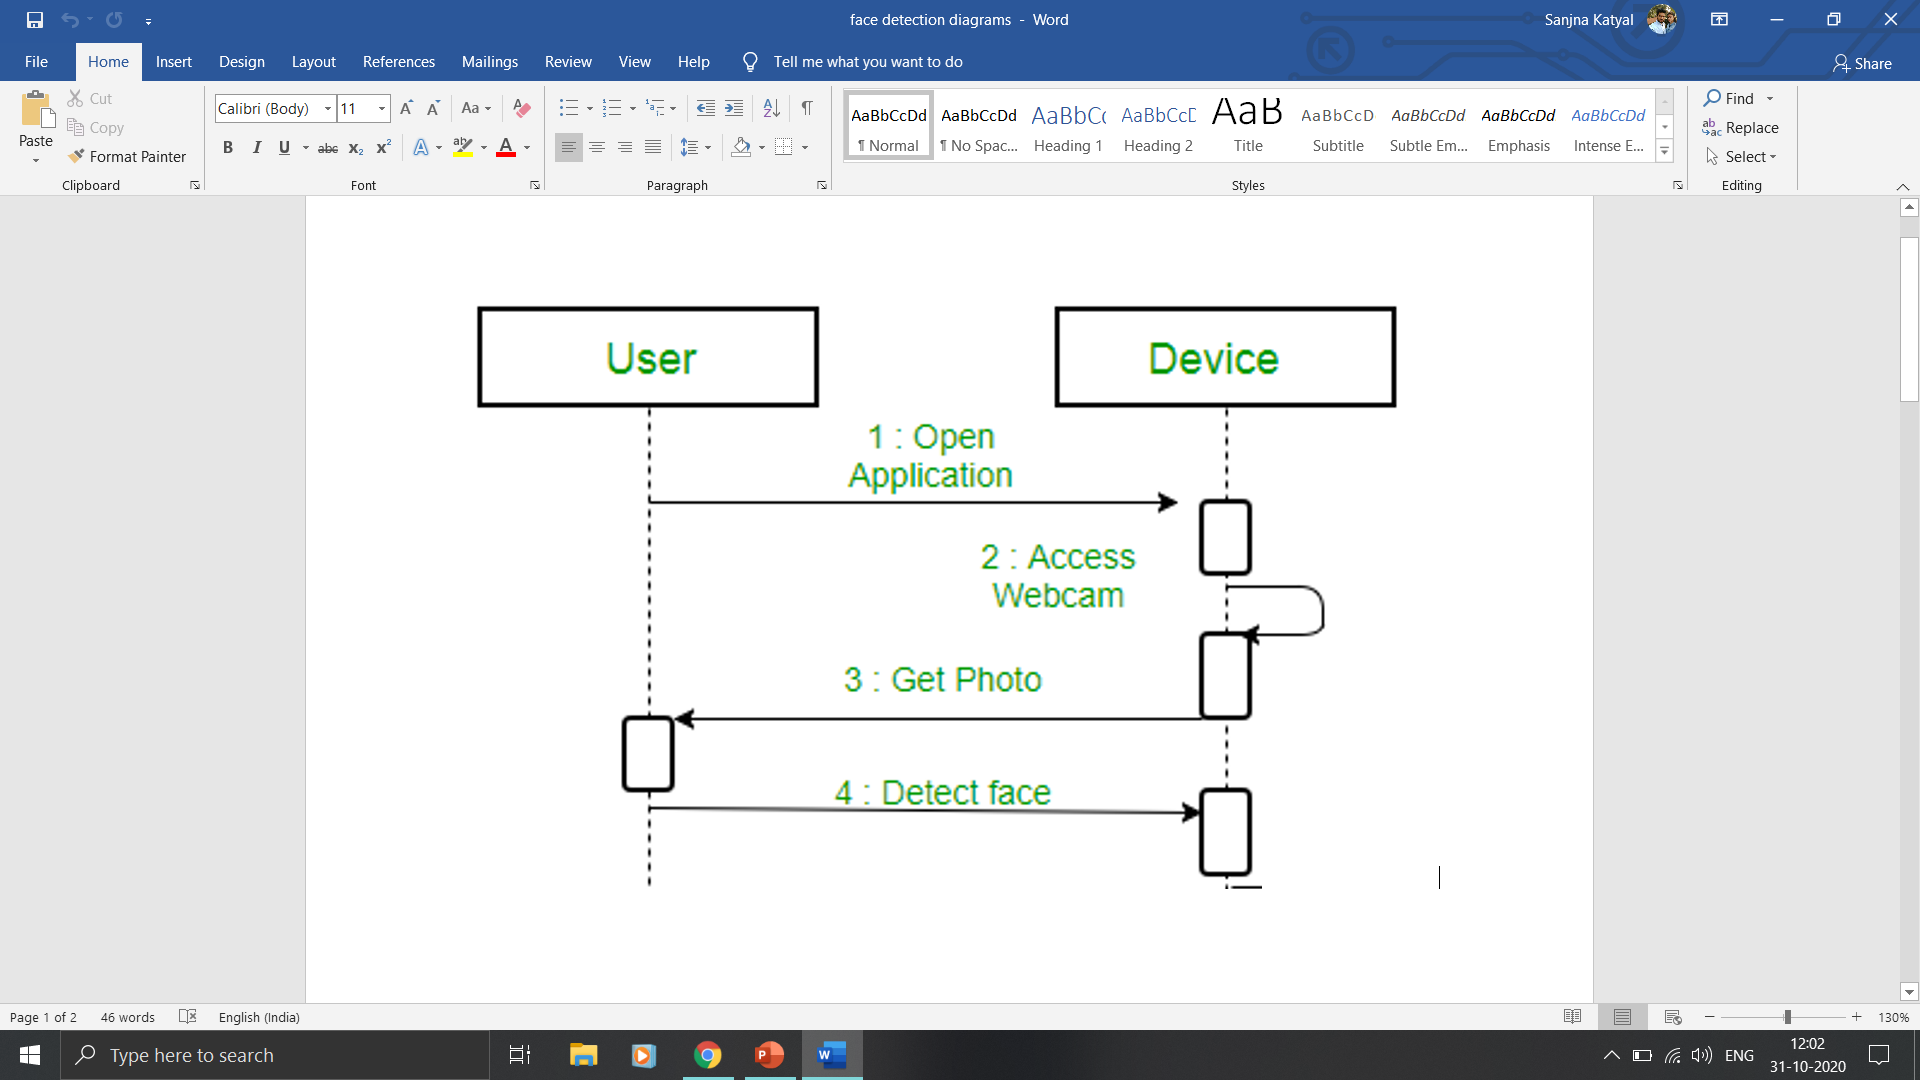 face detection diagrams - Word
Sanjna Katyal
File Home Insert Design Layout References Mailings Review View Help Tell me what you want to do
Share
Paste
Cut
Copy
Format Painter
Clipboard
Calibri (Body) 11
Aa
B I U abc x₂ x² A ab A
Font
Paragraph
AaBbCcDd AaBbCcDd AaBbCc AaBbCcE AaB AaBbCcD AaBbCcDd AaBbCcDd AaBbCcDd
¶ Normal ¶ No Spac... Heading 1 Heading 2 Title Subtitle Subtle Em... Emphasis Intense E...
Styles
Find
Replace
Select
Editing
User
Device
1 : Open
Application
2 : Access
Webcam
3 : Get Photo
4 : Detect face
Page 1 of 2 46 words English (India)
130%
Type here to search
ENG
12:02
31-10-2020